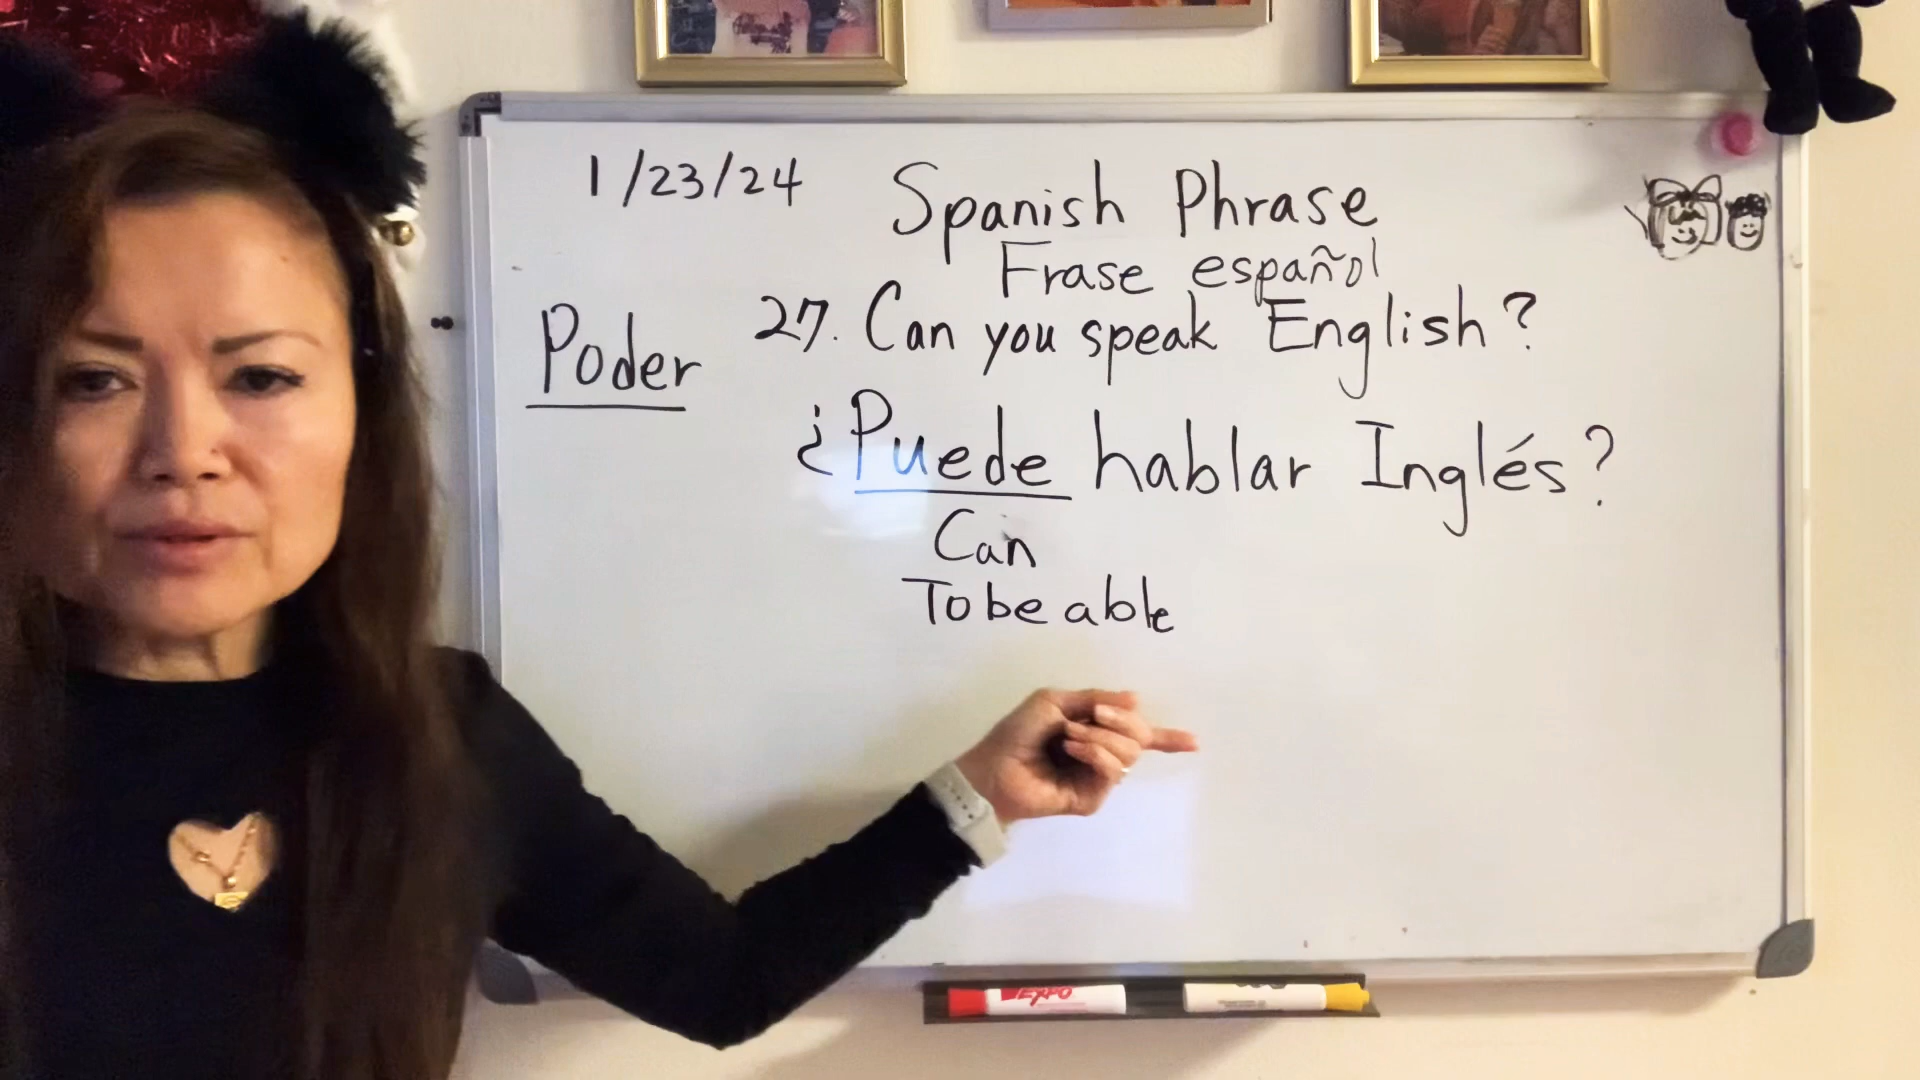 1/23/24
Spanish Phrase
Frase español
Poder
27. Can you speak English?
¿Puede hablar Inglés?
Can
To be able
EXPO